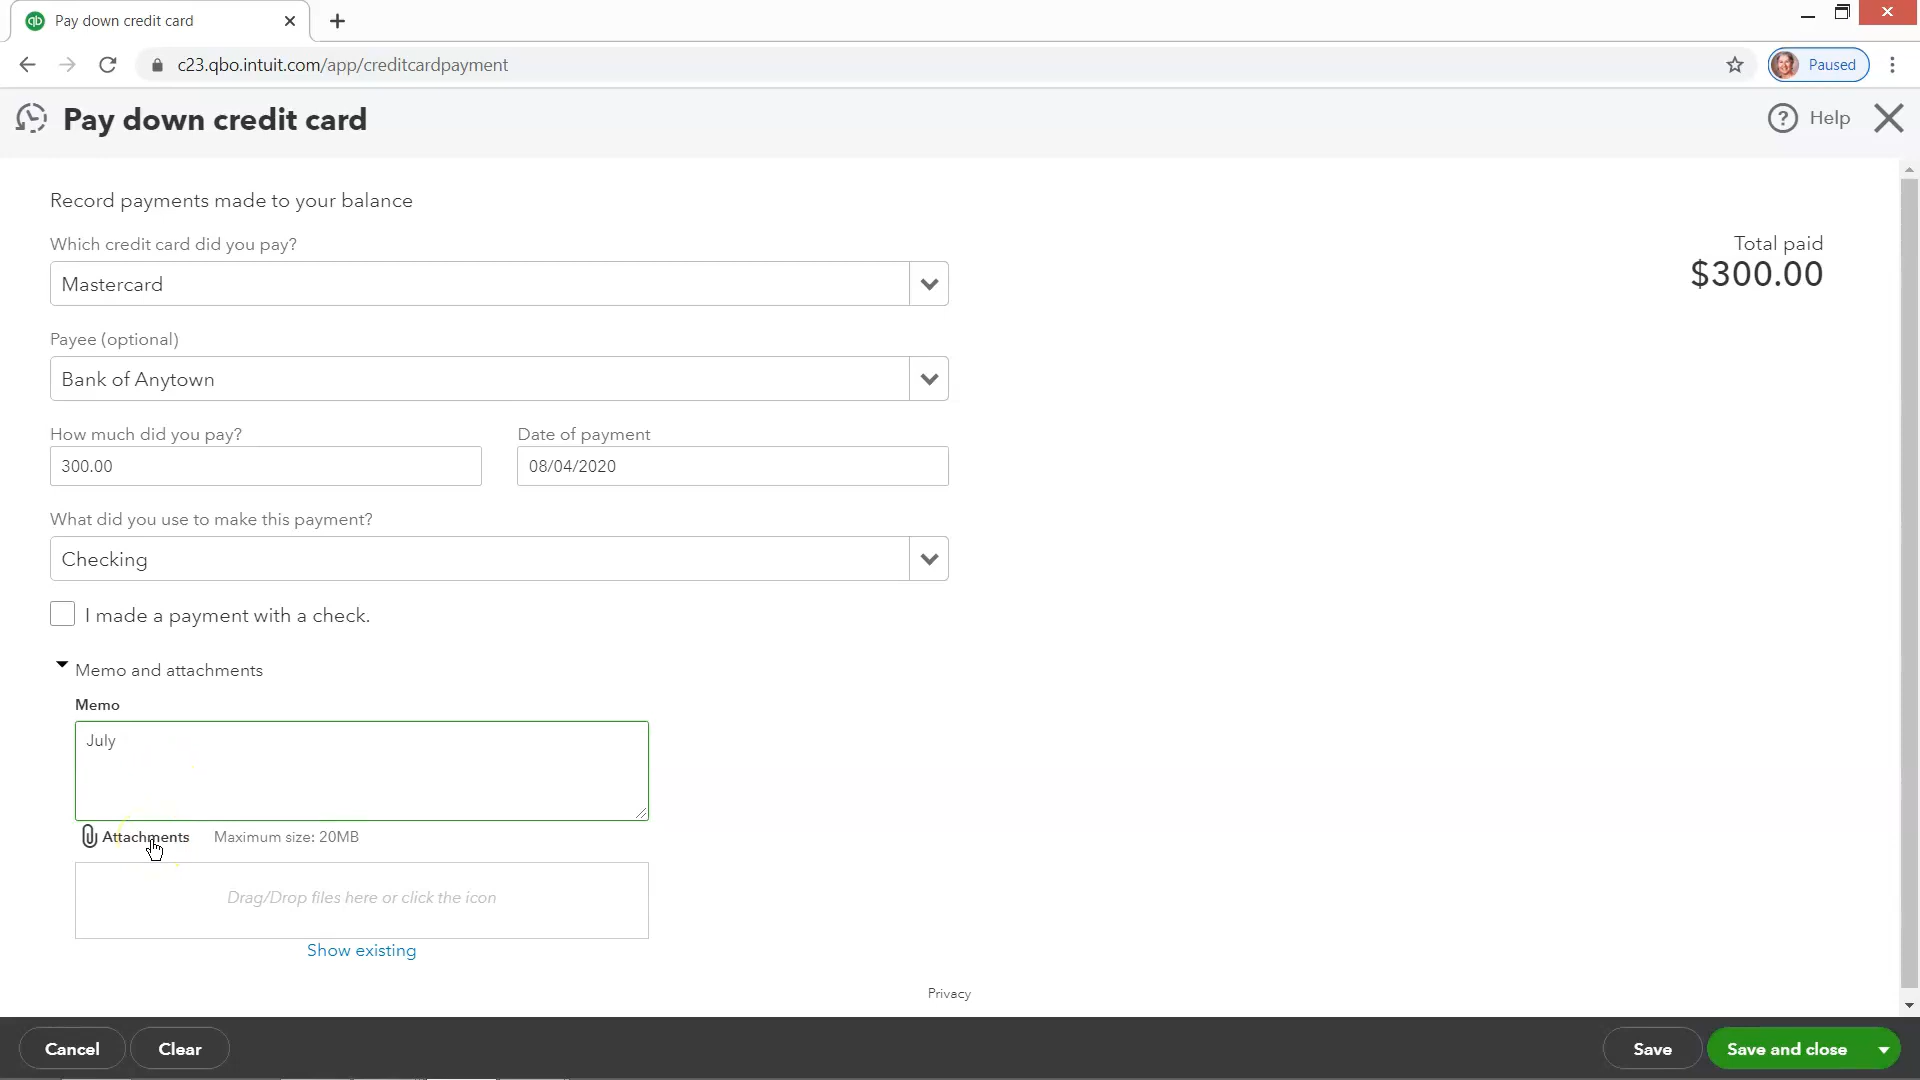 qb Pay down credit card
c23.qbo.intuit.com/app/creditcardpayment
Paused
Pay down credit card
? Help
Record payments made to your balance
Which credit card did you pay?
Mastercard
Total paid
$300.00
Payee (optional)
Bank of Anytown
How much did you pay?
Date of payment
300.00
08/04/2020
What did you use to make this payment?
Checking
I made a payment with a check.
Memo and attachments
Memo
July
Attachments Maximum size: 20MB
Drag/Drop files here or click the icon
Show existing
Privacy
Cancel
Clear
Save
Save and close